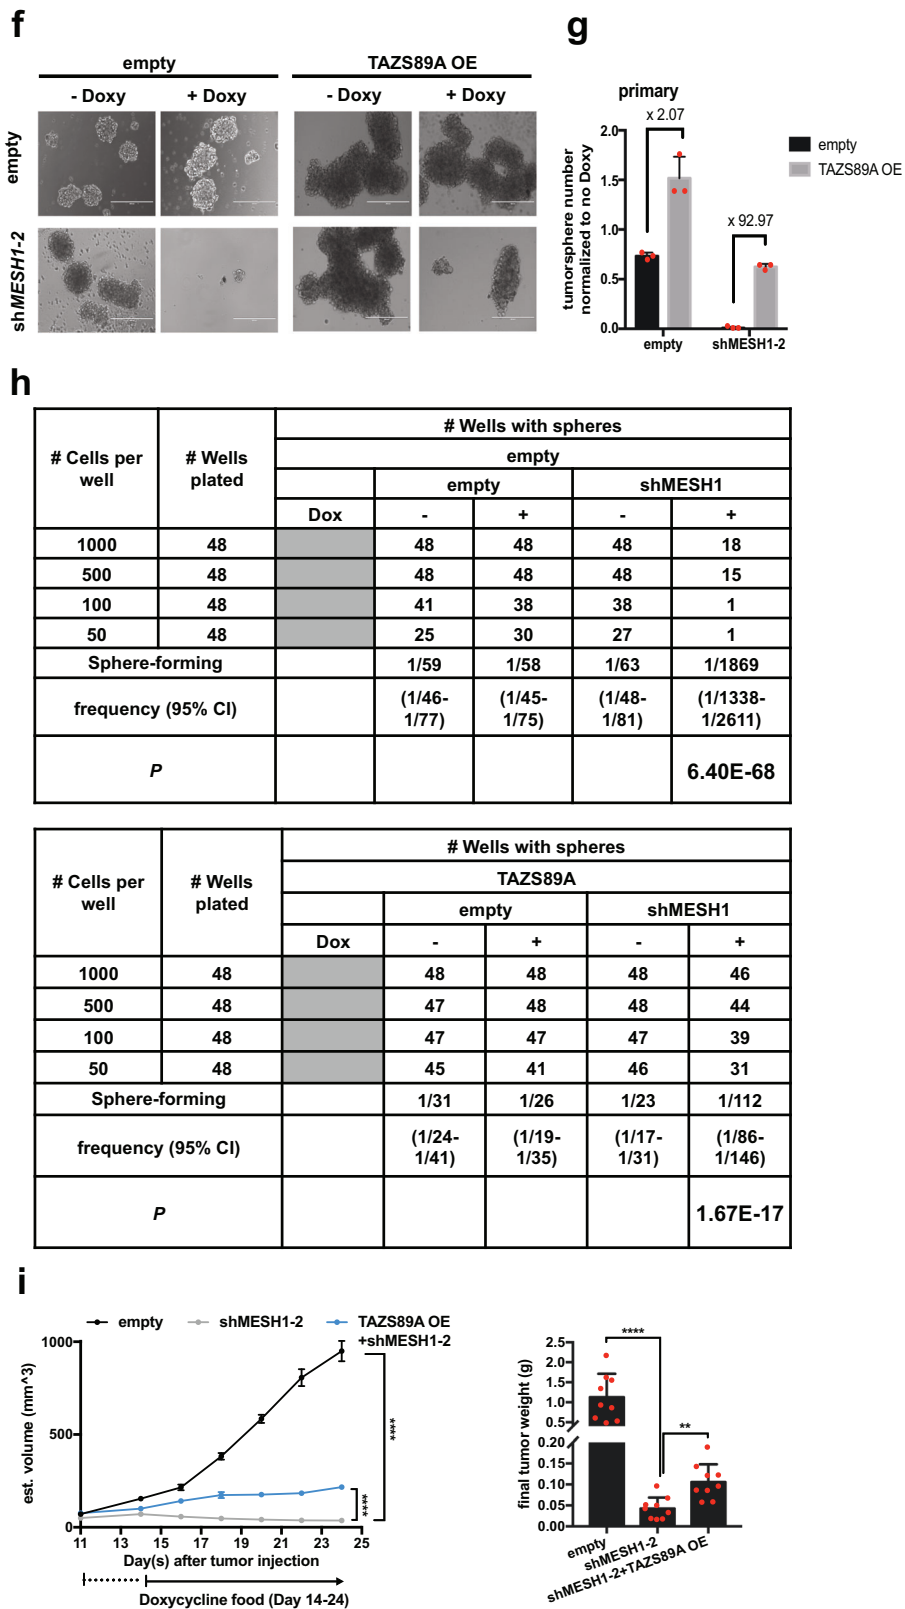 f
empty TAZS89A OE
- Doxy + Doxy - Doxy + Doxy
empty
shMESH1-2
g
primary
x 2.07
x 92.97
tumorsphere number
normalized to no Doxy
2.0
1.5
1.0
0.5
0.0
empty shMESH1-2
empty
TAZS89A OE
h
# Cells per well # Wells plated # Wells with spheres
empty
empty shMESH1
Dox - + - +
1000 48 48 48 48 18
500 48 48 48 48 15
100 48 41 38 38 1
50 48 25 30 27 1
Sphere-forming 1/59 1/58 1/63 1/1869
frequency (95% CI) (1/46-1/77) (1/45-1/75) (1/48-1/81) (1/1338-1/2611)
P 6.40E-68
# Cells per well # Wells plated # Wells with spheres
TAZS89A
empty shMESH1
Dox - + - +
1000 48 48 48 48 46
500 48 47 48 48 44
100 48 47 47 47 39
50 48 45 41 46 31
Sphere-forming 1/31 1/26 1/23 1/112
frequency (95% CI) (1/24-1/41) (1/19-1/35) (1/17-1/31) (1/86-1/146)
P 1.67E-17
i
empty shMESH1-2 TAZS89A OE
+shMESH1-2
est. volume (mm^3)
1000
500
0
11 13 15 17 19 21 23 25
****
****
Day(s) after tumor injection
Doxycycline food (Day 14-24)
final tumor weight (g)
2.5
2.0
1.5
1.0
0.5
0.20
0.15
0.10
0.05
0.00
****
**
empty
shMESH1-2
shMESH1-2+TAZS89A OE